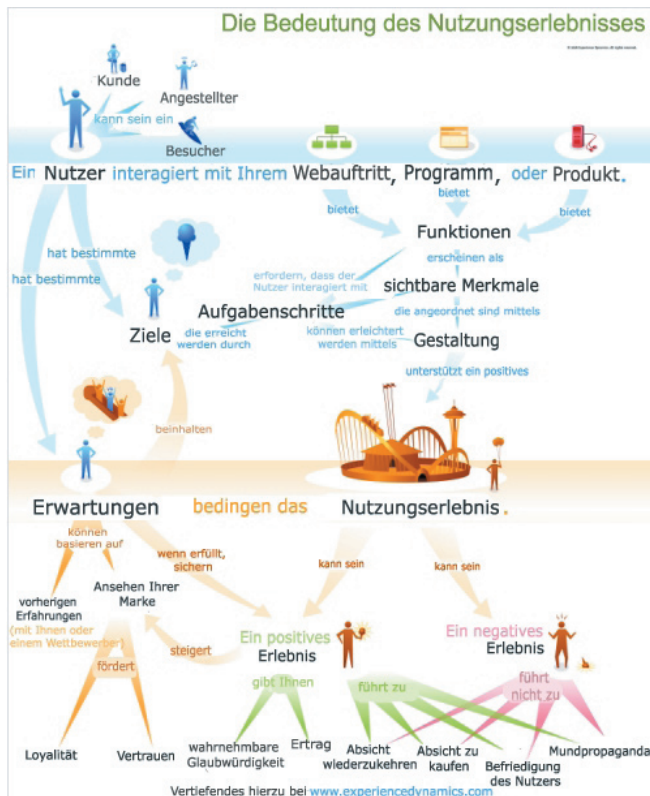 Die Bedeutung des Nutzungserlebnisses
Kunde
Angestellter
kann sein ein
Besucher
Ein Nutzer interagiert mit Ihrem Webauftritt, Programm, oder Produkt.
bietet
bietet
bietet
Funktionen
hat bestimmte
hat bestimmte
erscheinen als
erfordern, dass der
Nutzer interagiert mit
sichtbare Merkmale
Aufgabenschritte
die angeordnet sind mittels
Ziele
die erreicht
werden durch
können erleichtert
werden mittels
Gestaltung
unterstützt ein positives
beinhalten
Erwartungen bedingen das Nutzungserlebnis.
können
basieren auf
wenn erfüllt,
sichern
kann sein
kann sein
vorherigen
Erfahrungen
(mit Ihnen oder
einem Wettbewerber)
Ansehen Ihrer
Marke
steigert
Ein positives
Erlebnis
Ein negatives
Erlebnis
fördert
gibt Ihnen
führt zu
führt
nicht zu
Loyalität
Vertrauen
wahrnehmbare
Glaubwürdigkeit
Ertrag
Absicht
wiederzukehren
Absicht zu
kaufen
Befriedigung
des Nutzers
Mundpropaganda
Vertiefendes hierzu bei www.experiencedynamics.com